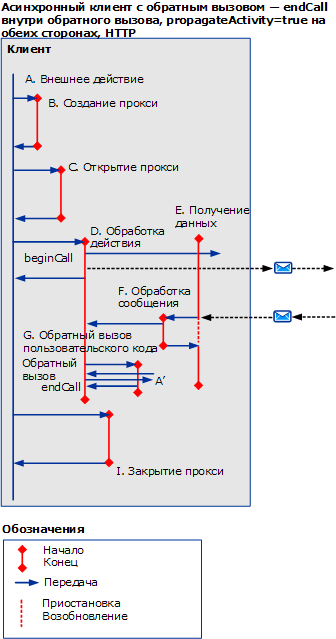 Асинхронный клиент с обратным вызовом — endCall
внутри обратного вызова, propagateActivity=true на
обеих сторонах, HTTP
Клиент
A. Внешнее действие
B. Создание прокси
C. Открытие прокси
E. Получение
данных
D. Обработка
действия
beginCall
F. Обработка
сообщения
G. Обратный вызов
пользовательского кода
Обратный
вызов
endCall
A’
I. Закрытие прокси
Обозначения
Начало
Конец
Передача
Приостановка
Возобновление